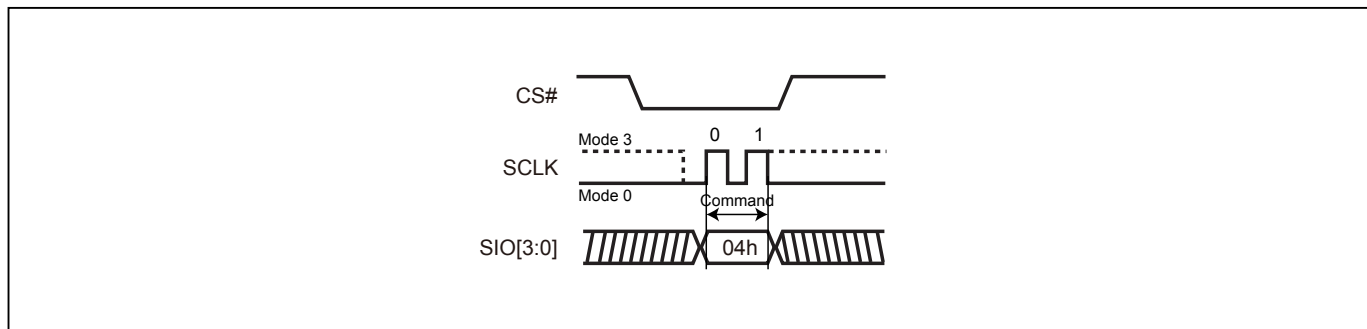 CS#
Mode 3
0 1
SCLK
Mode 0
Command
SIO[3:0]
04h